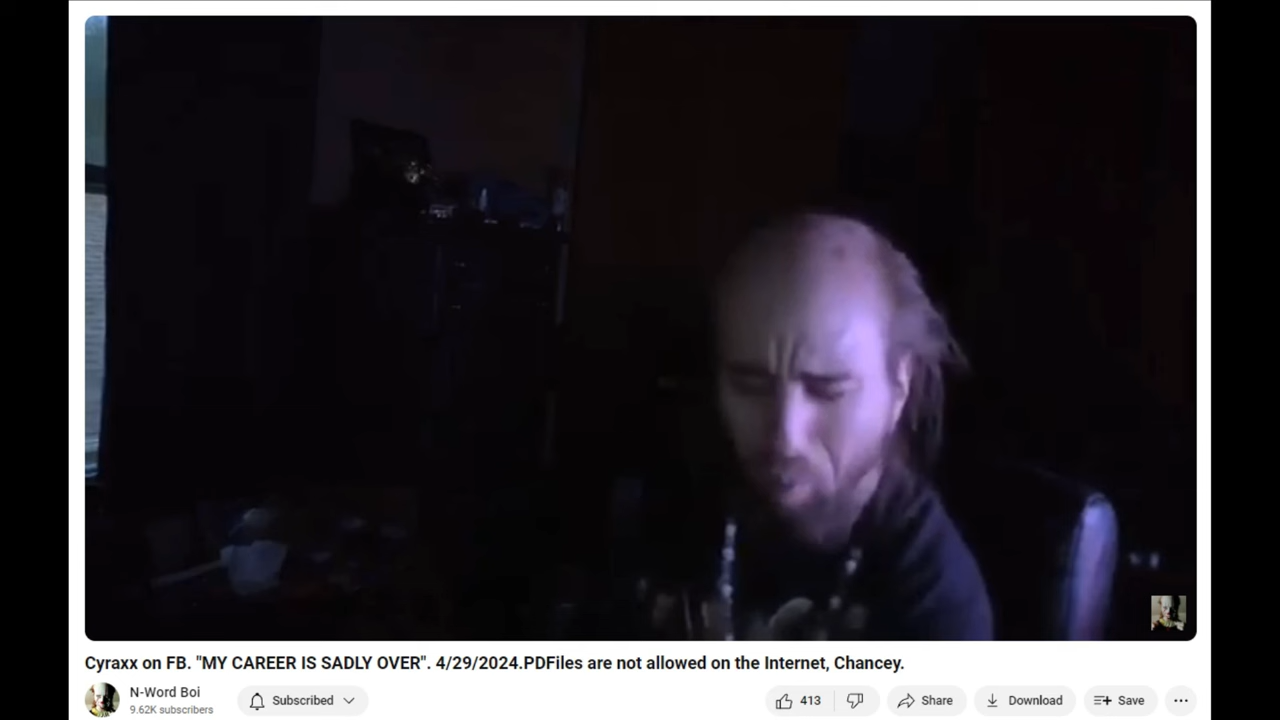 Cyraxx on FB. "MY CAREER IS SADLY OVER". 4/29/2024.PDFiles are not allowed on the Internet, Chancey.
N-Word Boi
9.62K subscribers
Subscribed
413
Share
Download
Save